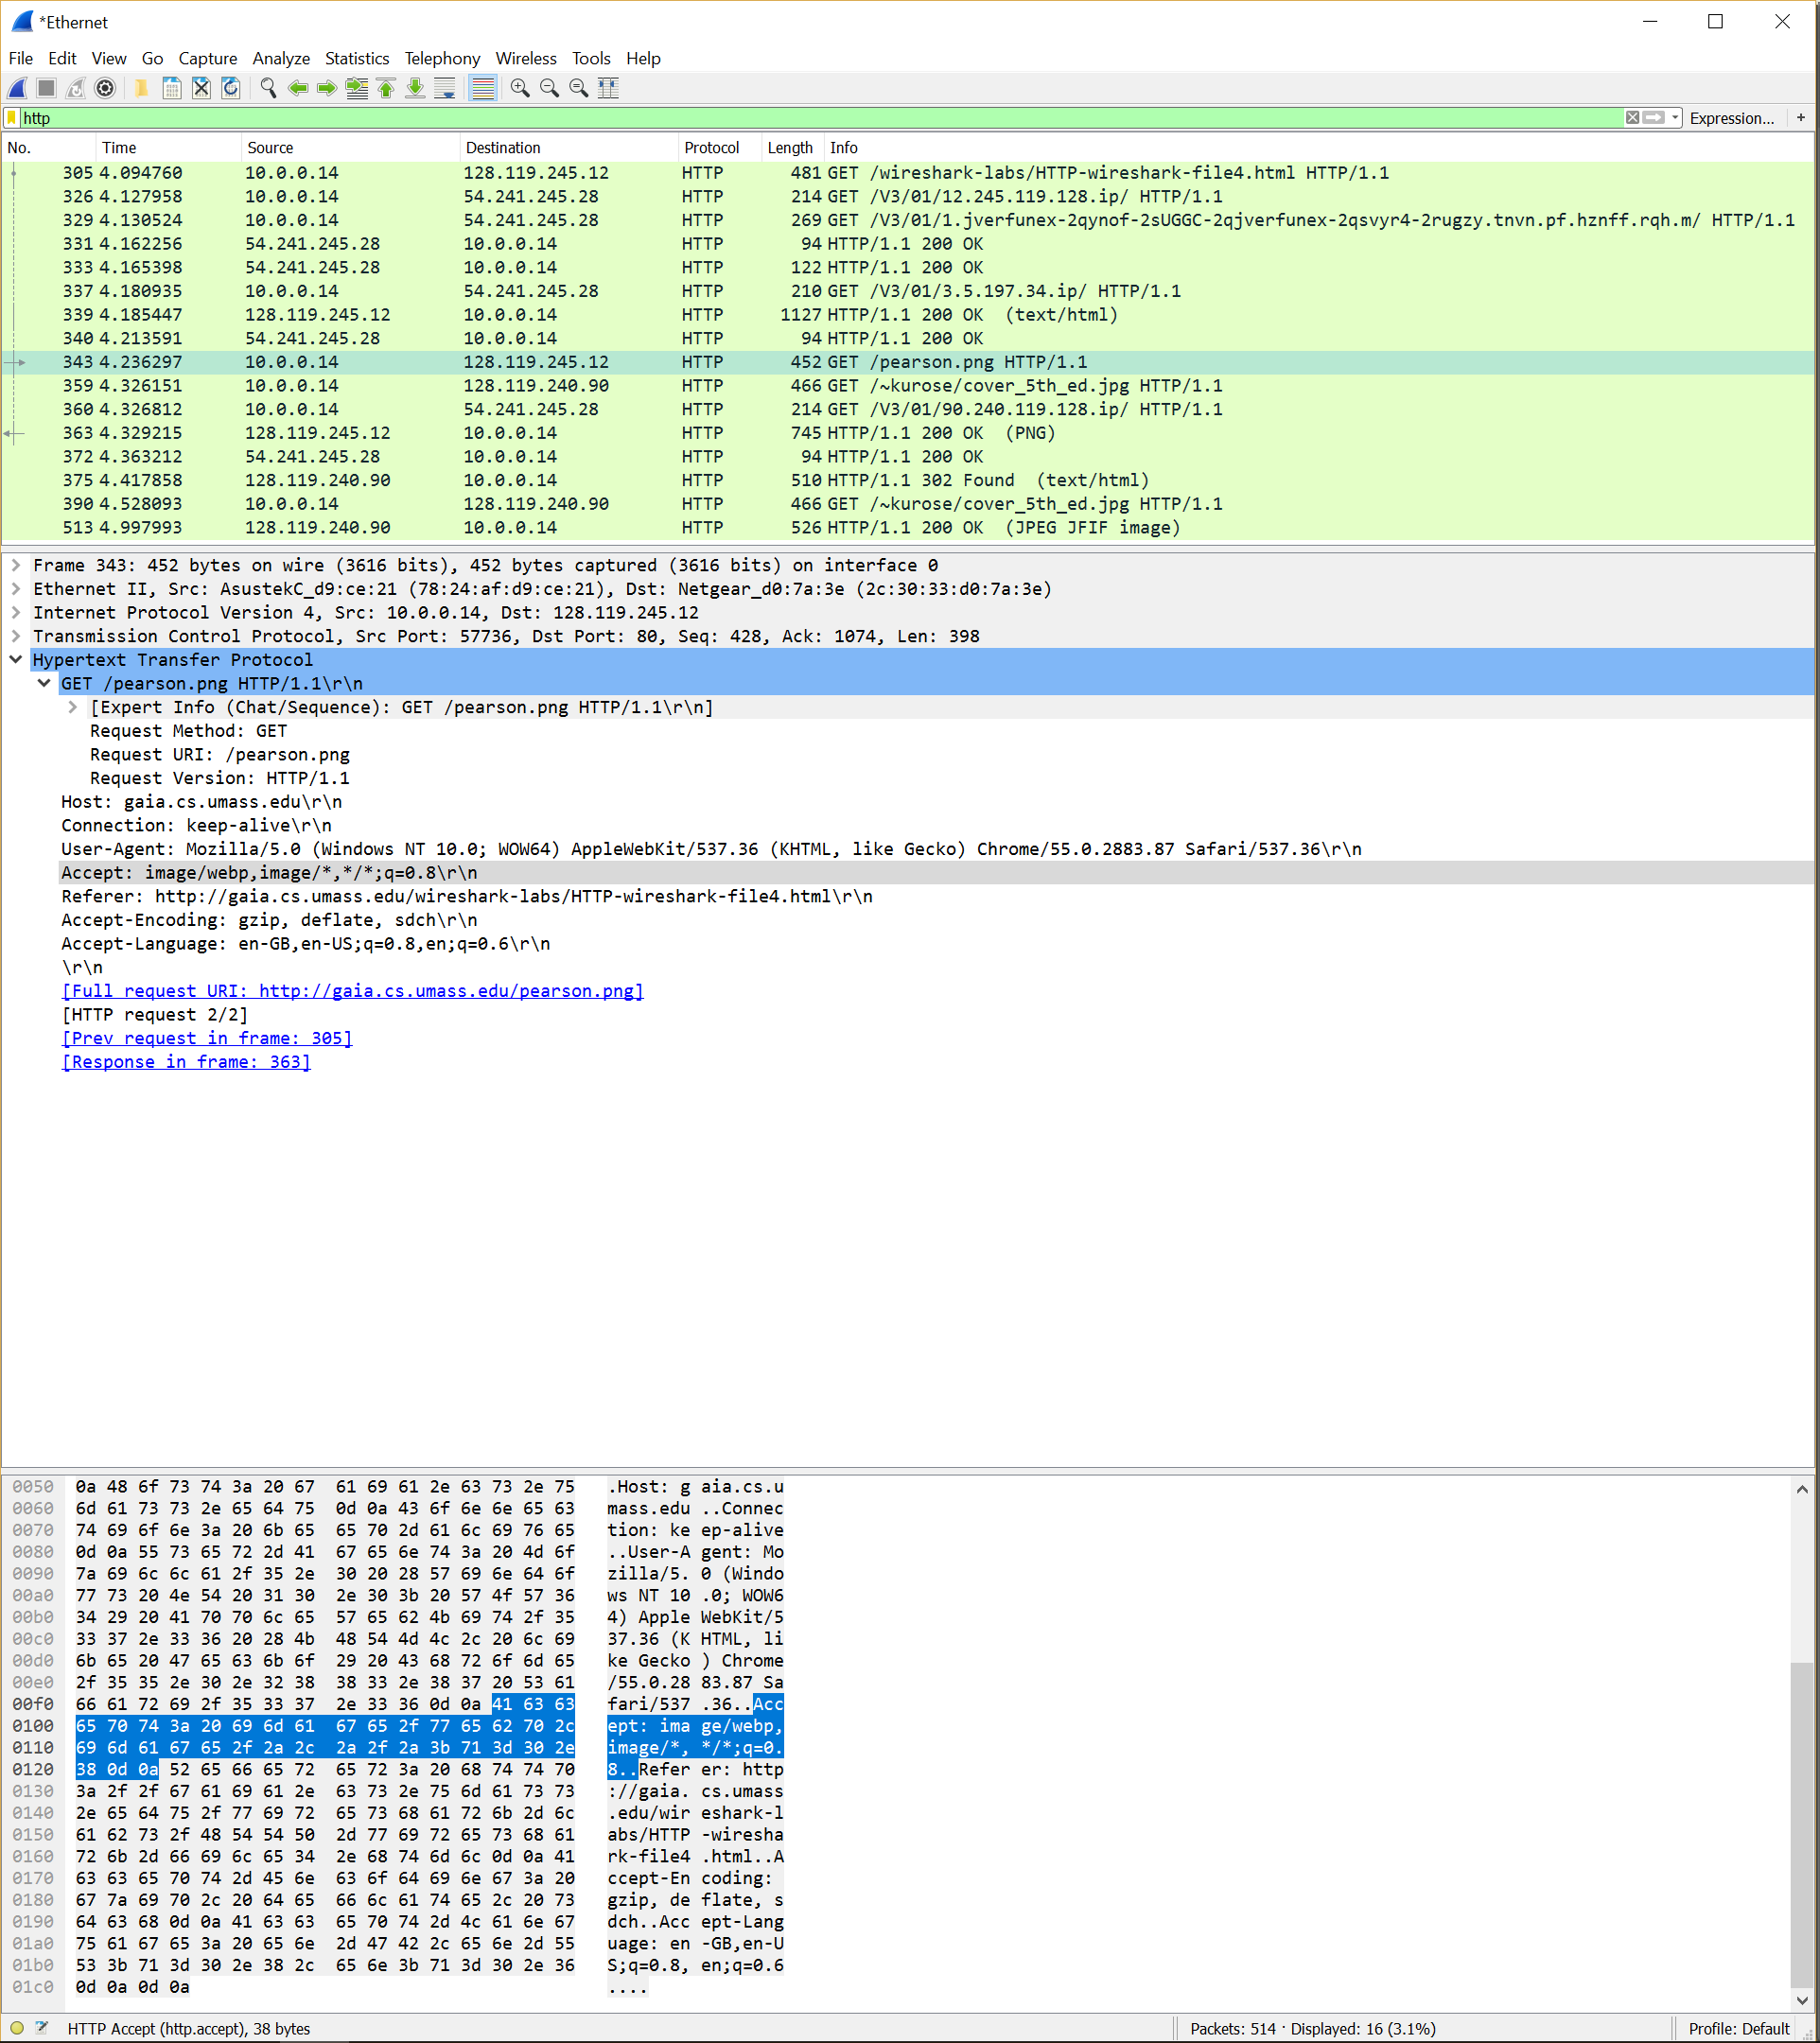 *Ethernet
File Edit View Go Capture Analyze Statistics Telephony Wireless Tools Help
http Expression... +
No. Time Source Destination Protocol Length Info
305 4.094760 10.0.0.14 128.119.245.12 HTTP 481 GET /wireshark-labs/HTTP-wireshark-file4.html HTTP/1.1
326 4.127958 10.0.0.14 54.241.245.28 HTTP 214 GET /V3/01/12.245.119.128.ip/ HTTP/1.1
329 4.130524 10.0.0.14 54.241.245.28 HTTP 269 GET /V3/01/1.jverfunex-2qynof-2sUGGC-2qjverfunex-2qsvyr4-2rugzy.tnvn.pf.hznff.rqh.m/ HTTP/1.1
331 4.162256 54.241.245.28 10.0.0.14 HTTP 94 HTTP/1.1 200 OK
333 4.165398 54.241.245.28 10.0.0.14 HTTP 122 HTTP/1.1 200 OK
337 4.180935 10.0.0.14 54.241.245.28 HTTP 210 GET /V3/01/3.5.197.34.ip/ HTTP/1.1
339 4.185447 128.119.245.12 10.0.0.14 HTTP 1127 HTTP/1.1 200 OK (text/html)
340 4.213591 54.241.245.28 10.0.0.14 HTTP 94 HTTP/1.1 200 OK
343 4.236297 10.0.0.14 128.119.245.12 HTTP 452 GET /pearson.png HTTP/1.1
359 4.326151 10.0.0.14 128.119.240.90 HTTP 466 GET /~kurose/cover_5th_ed.jpg HTTP/1.1
360 4.326812 10.0.0.14 54.241.245.28 HTTP 214 GET /V3/01/90.240.119.128.ip/ HTTP/1.1
363 4.329215 128.119.245.12 10.0.0.14 HTTP 745 HTTP/1.1 200 OK (PNG)
372 4.363212 54.241.245.28 10.0.0.14 HTTP 94 HTTP/1.1 200 OK
375 4.417858 128.119.240.90 10.0.0.14 HTTP 510 HTTP/1.1 302 Found (text/html)
390 4.528093 10.0.0.14 128.119.240.90 HTTP 466 GET /~kurose/cover_5th_ed.jpg HTTP/1.1
513 4.997993 128.119.240.90 10.0.0.14 HTTP 526 HTTP/1.1 200 OK (JPEG JFIF image)
Frame 343: 452 bytes on wire (3616 bits), 452 bytes captured (3616 bits) on interface 0
Ethernet II, Src: AsustekC_d9:ce:21 (78:24:af:d9:ce:21), Dst: Netgear_d0:7a:3e (2c:30:33:d0:7a:3e)
Internet Protocol Version 4, Src: 10.0.0.14, Dst: 128.119.245.12
Transmission Control Protocol, Src Port: 57736, Dst Port: 80, Seq: 428, Ack: 1074, Len: 398
Hypertext Transfer Protocol
GET /pearson.png HTTP/1.1\r\n
[Expert Info (Chat/Sequence): GET /pearson.png HTTP/1.1\r\n]
Request Method: GET
Request URI: /pearson.png
Request Version: HTTP/1.1
Host: gaia.cs.umass.edu\r\n
Connection: keep-alive\r\n
User-Agent: Mozilla/5.0 (Windows NT 10.0; WOW64) AppleWebKit/537.36 (KHTML, like Gecko) Chrome/55.0.2883.87 Safari/537.36\r\n
Accept: image/webp,image/*,*/*;q=0.8\r\n
Referer: http://gaia.cs.umass.edu/wireshark-labs/HTTP-wireshark-file4.html\r\n
Accept-Encoding: gzip, deflate, sdch\r\n
Accept-Language: en-GB,en-US;q=0.8,en;q=0.6\r\n
\r\n
[Full request URI: http://gaia.cs.umass.edu/pearson.png]
[HTTP request 2/2]
[Prev request in frame: 305]
[Response in frame: 363]
0050 0a 48 6f 73 74 3a 20 67 61 69 61 2e 63 73 2e 75 .Host: g aia.cs.u
0060 6d 61 73 73 2e 65 64 75 0d 0a 43 6f 6e 6e 65 63 mass.edu ..Connec
0070 74 69 6f 6e 3a 20 6b 65 65 70 2d 61 6c 69 76 65 tion: ke ep-alive
0080 0d 0a 55 73 65 72 2d 41 67 65 6e 74 3a 20 4d 6f ..User-A gent: Mo
0090 7a 69 6c 6c 61 2f 35 2e 30 20 28 57 69 6e 64 6f zilla/5. 0 (Windo
00a0 77 73 20 4e 54 20 31 30 2e 30 3b 20 57 4f 57 36 ws NT 10 .0; WOW6
00b0 34 29 20 41 70 70 6c 65 57 65 62 4b 69 74 2f 35 4) Apple WebKit/5
00c0 33 37 2e 33 36 20 28 4b 48 54 4d 4c 2c 20 6c 69 37.36 (K HTML, li
00d0 6b 65 20 47 65 63 6b 6f 29 20 43 68 72 6f 6d 65 ke Gecko ) Chrome
00e0 2f 35 35 2e 30 2e 32 38 38 33 2e 38 37 20 53 61 /55.0.28 83.87 Sa
00f0 66 61 72 69 2f 35 33 37 2e 33 36 0d 0a 41 63 63 fari/537 .36..Acc
0100 65 70 74 3a 20 69 6d 61 67 65 2f 77 65 62 70 2c ept: ima ge/webp,
0110 69 6d 61 67 65 2f 2a 2c 2a 2f 2a 3b 71 3d 30 2e image/*, */*;q=0.
0120 38 0d 0a 52 65 66 65 72 65 72 3a 20 68 74 74 70 8..Refer er: http
0130 3a 2f 2f 67 61 69 61 2e 63 73 2e 75 6d 61 73 73 ://gaia. cs.umass
0140 2e 65 64 75 2f 77 69 72 65 73 68 61 72 6b 2d 6c .edu/wir eshark-l
0150 61 62 73 2f 48 54 54 50 2d 77 69 72 65 73 68 61 abs/HTTP -wiresha
0160 72 6b 2d 66 69 6c 65 34 2e 68 74 6d 6c 0d 0a 41 rk-file4 .html..A
0170 63 63 65 70 74 2d 45 6e 63 6f 64 69 6e 67 3a 20 ccept-En coding:
0180 67 7a 69 70 2c 20 64 65 66 6c 61 74 65 2c 20 73 gzip, de flate, s
0190 64 63 68 0d 0a 41 63 63 65 70 74 2d 4c 61 6e 67 dch..Acc ept-Lang
01a0 75 61 67 65 3a 20 65 6e 2d 47 42 2c 65 6e 2d 55 uage: en -GB,en-U
01b0 53 3b 71 3d 30 2e 38 2c 65 6e 3b 71 3d 30 2e 36 S;q=0.8, en;q=0.6
01c0 0d 0a 0d 0a ....
HTTP Accept (http.accept), 38 bytes Packets: 514 · Displayed: 16 (3.1%) Profile: Default